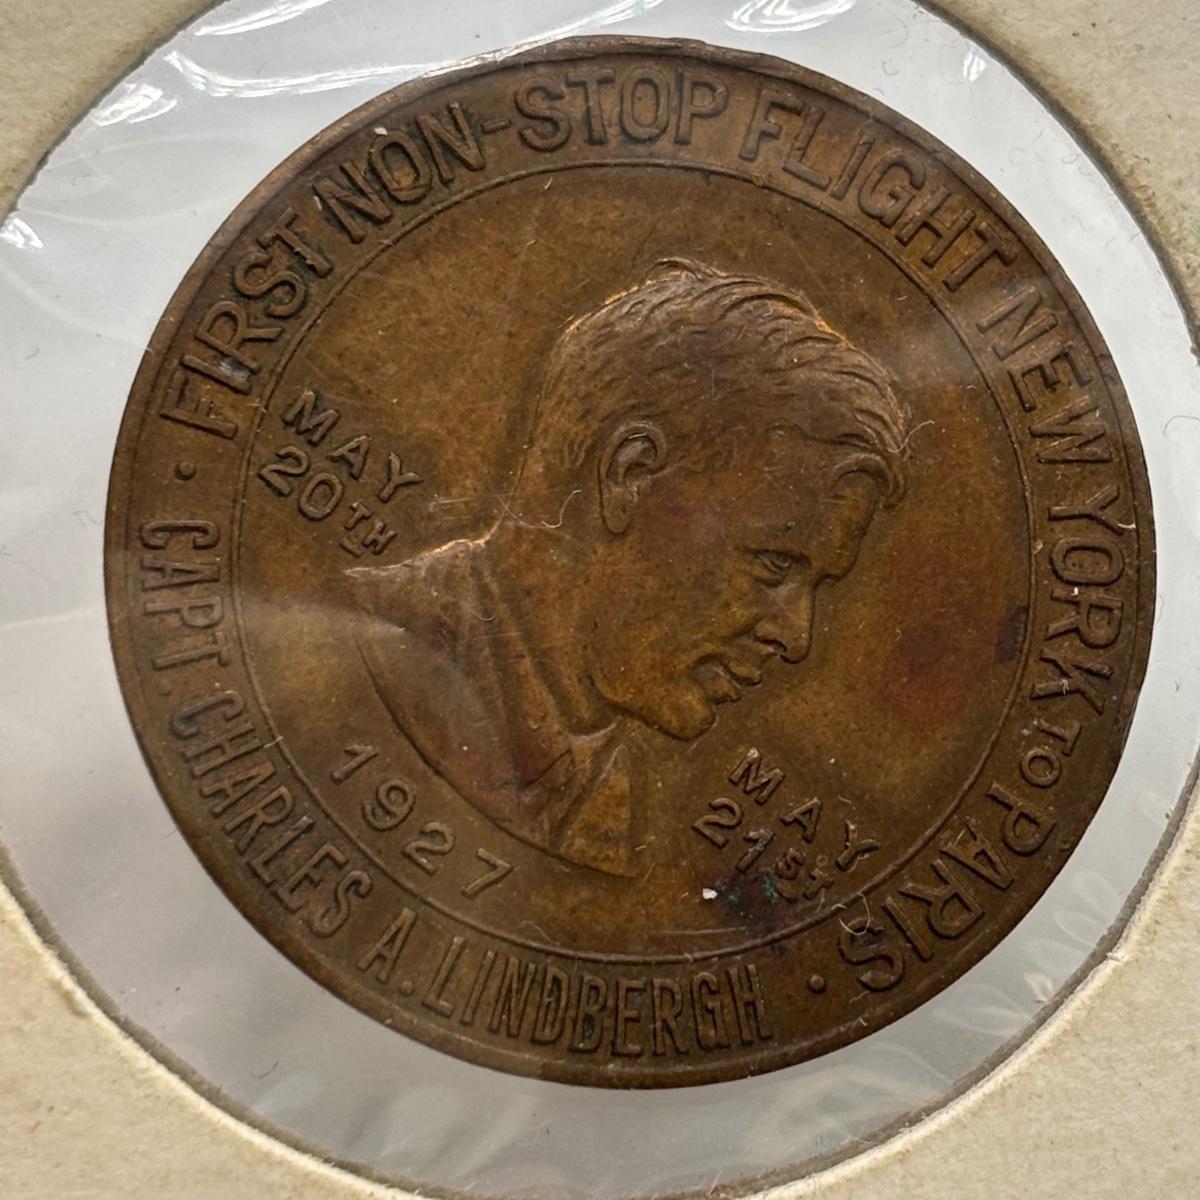 FIRST NON-STOP FLIGHT NEW YORK TO PARIS
MAY
20TH
1927
MAY
21ST
CAPT. CHARLES A. LINDBERGH